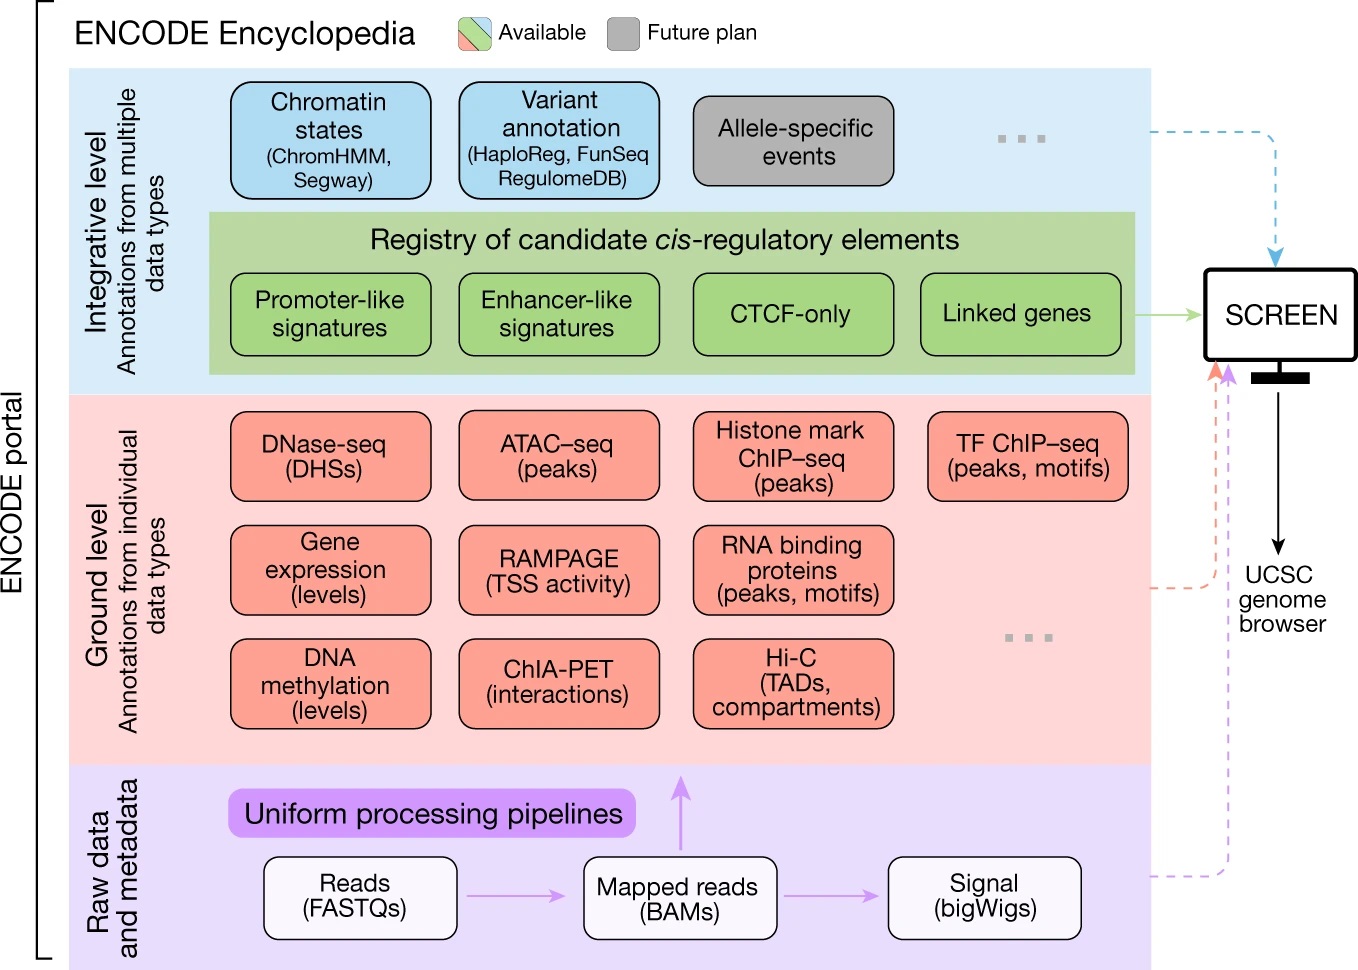 ENCODE Encyclopedia
Available
Future plan
ENCODE portal
Integrative level
Annotations from multiple
data types
Chromatin
states
(ChromHMM,
Segway)
Variant
annotation
(HaploReg, FunSeq
RegulomeDB)
Allele-specific
events
Registry of candidate cis-regulatory elements
Promoter-like
signatures
Enhancer-like
signatures
CTCF-only
Linked genes
SCREEN
UCSC
genome
browser
Ground level
Annotations from individual
data types
DNase-seq
(DHSs)
ATAC–seq
(peaks)
Histone mark
ChIP–seq
(peaks)
TF ChIP–seq
(peaks, motifs)
Gene
expression
(levels)
RAMPAGE
(TSS activity)
RNA binding
proteins
(peaks, motifs)
DNA
methylation
(levels)
ChIA-PET
(interactions)
Hi-C
(TADs,
compartments)
Raw data
and metadata
Uniform processing pipelines
Reads
(FASTQs)
Mapped reads
(BAMs)
Signal
(bigWigs)